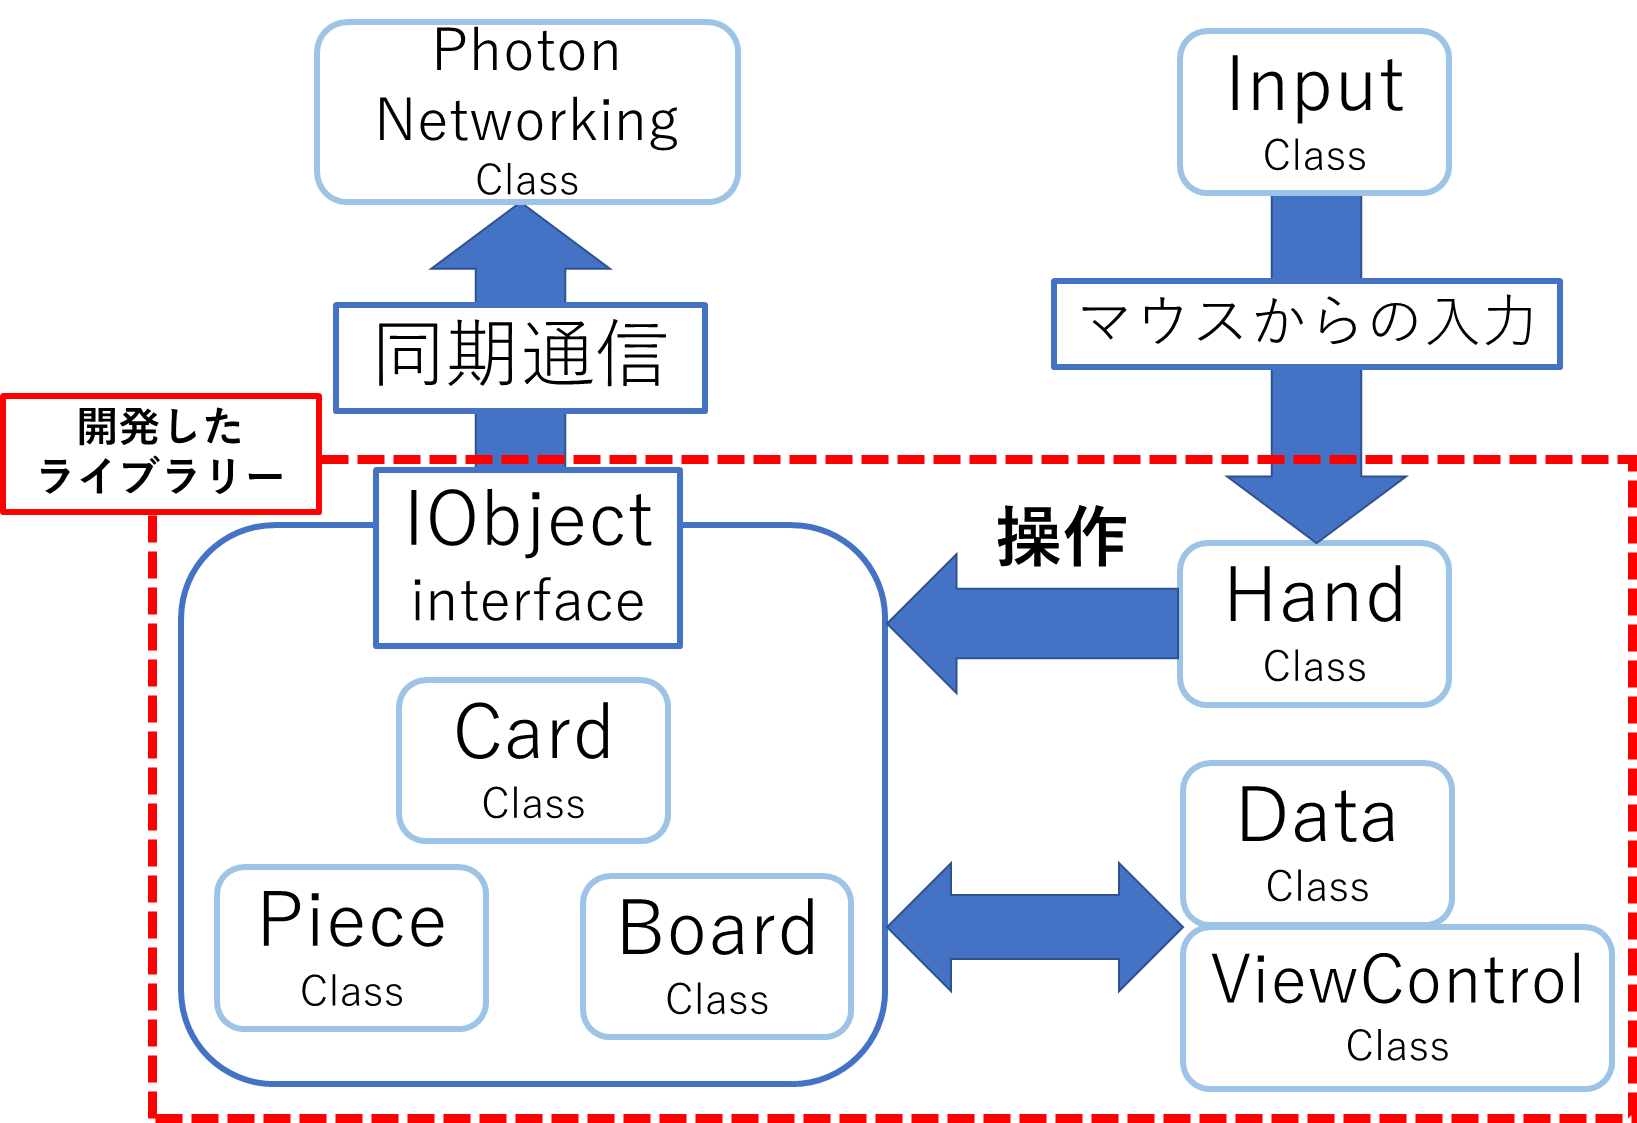 Photon
Networking
Class
Input
Class
同期通信
マウスからの入力
開発した
ライブラリー
IObject
interface
操作
Hand
Class
Card
Class
Data
Class
Piece
Class
Board
Class
ViewControl
Class